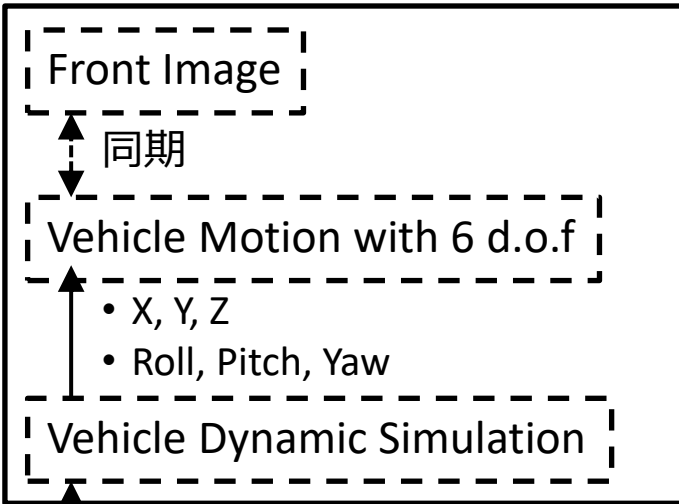 Front Image
同期
Vehicle Motion with 6 d.o.f
• X, Y, Z
• Roll, Pitch, Yaw
Vehicle Dynamic Simulation